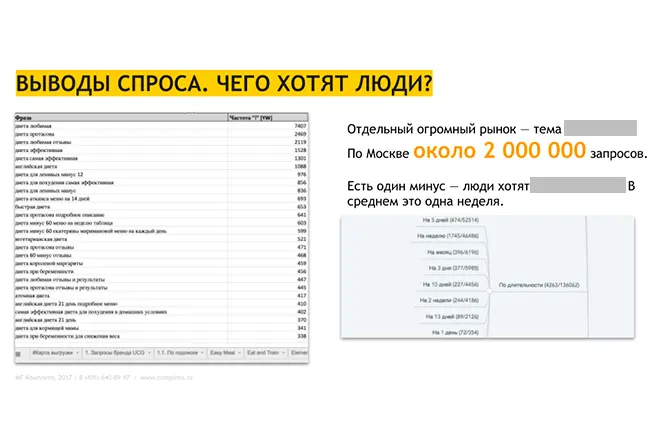 ВЫВОДЫ СПРОСА. ЧЕГО ХОТЯТ ЛЮДИ?
Фраза Частота "!" [YW]
диета любимая 7407
диета протасова 2469
диета любимая отзывы 2119
диета эффективная 1528
диета самая эффективная 1301
английская диета 1088
диета для ленивых минус 12 976
диета для похудения самая эффективная 856
диета для ленивых минус 836
диета аткинса меню на 14 дней 693
быстрая диета 653
диета протасова подробное описание 641
диета минус 60 меню на неделю таблица 603
диета минус 60 екатерины миримановой меню на каждый день 599
вегетерианская диета 521
диета протасова отзывы 471
диета 60 минус отзывы 468
диета королевой маргариты 459
диета при беременности 456
диета любимая отзывы и результаты 447
диета протасова отзывы и результаты 445
атомная диета 417
английская диета 21 день подробное меню 410
самая эффективная диета для похудения в домашних условиях 402
английская диета 21 день 370
диета для кормящей мамы 341
диета при беременности для снижения веса 338
#Карта выгрузки 1. Запросы бренда UCG 1.1. По подомям Easy Meal Eat and Train Elemen
Отдельный огромный рынок — тема
По Москве около 2 000 000 запросов.
Есть один минус — люди хотят В
среднем это одна неделя.
На 5 дней (474/52514)
На неделю (1745/46486)
На месяц (396/6196)
На 3 дня (377/5985)
На 10 дней (227/4456)
По длительности (4263/136062)
На 2 недели (244/4186)
На 13 дней (89/2126)
На 1 день (72/354)
МГ Комплето, 2017 | 8 (495) 640-89-97 | www.completo.ru